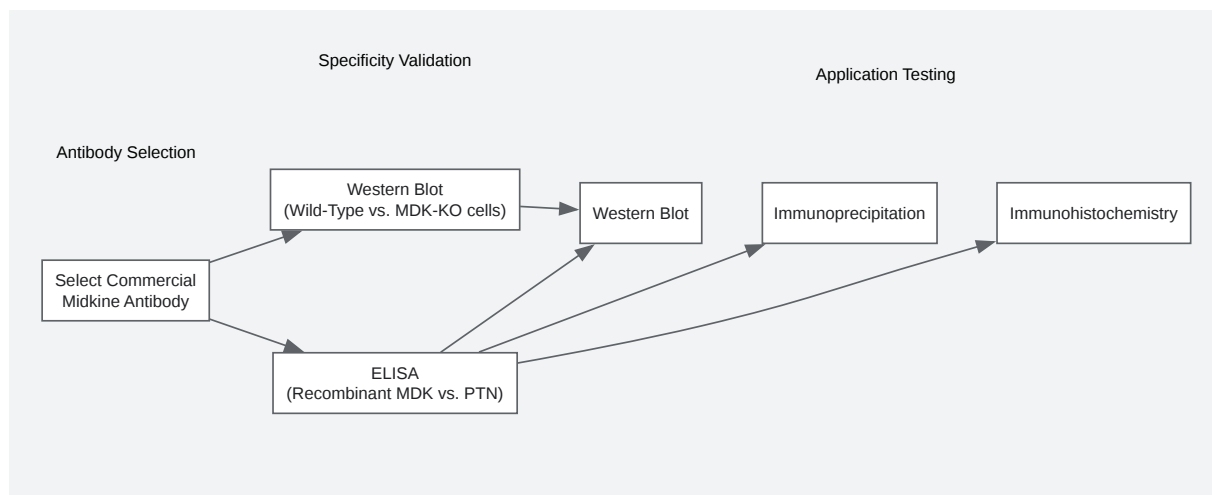 Specificity Validation
Application Testing
Antibody Selection
Western Blot
(Wild-Type vs. MDK-KO cells)
Western Blot
Immunoprecipitation
Immunohistochemistry
Select Commercial
Midkine Antibody
ELISA
(Recombinant MDK vs. PTN)